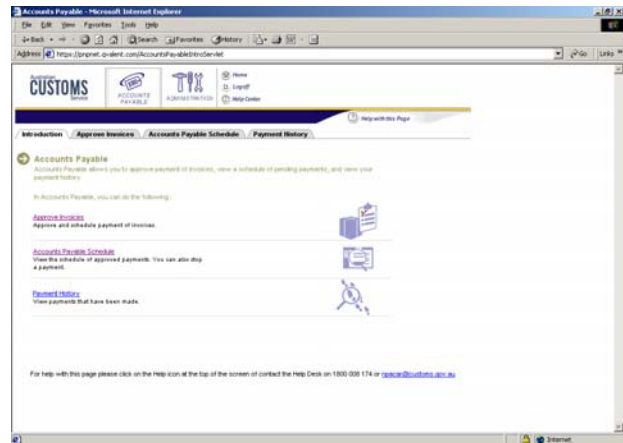 Accounts Payable - Microsoft Internet Explorer
File Edit View Favorites Tools Help
Back Search Favorites History
Address https://pnpnet.qvalent.com/AccountsPayableIntroServlet Go Links
Australian
CUSTOMS
Service
ACCOUNTS
PAYABLE
ADMINISTRATION
Home
Logoff
Help Center
Help with this Page
Introduction Approve Invoices Accounts Payable Schedule Payment History
Accounts Payable
Accounts Payable allows you to approve payment of invoices, view a schedule of pending payments, and view your
payment history.
In Accounts Payable, you can do the following:
Approve Invoices
Approve and schedule payment of invoices.
Accounts Payable Schedule
View the schedule of approved payments. You can also stop
a payment.
Payment History
View payments that have been made.
For help with this page please click on the Help icon at the top of the screen of contact the Help Desk on 1800 008 174 or npacar@customs.gov.au
Internet